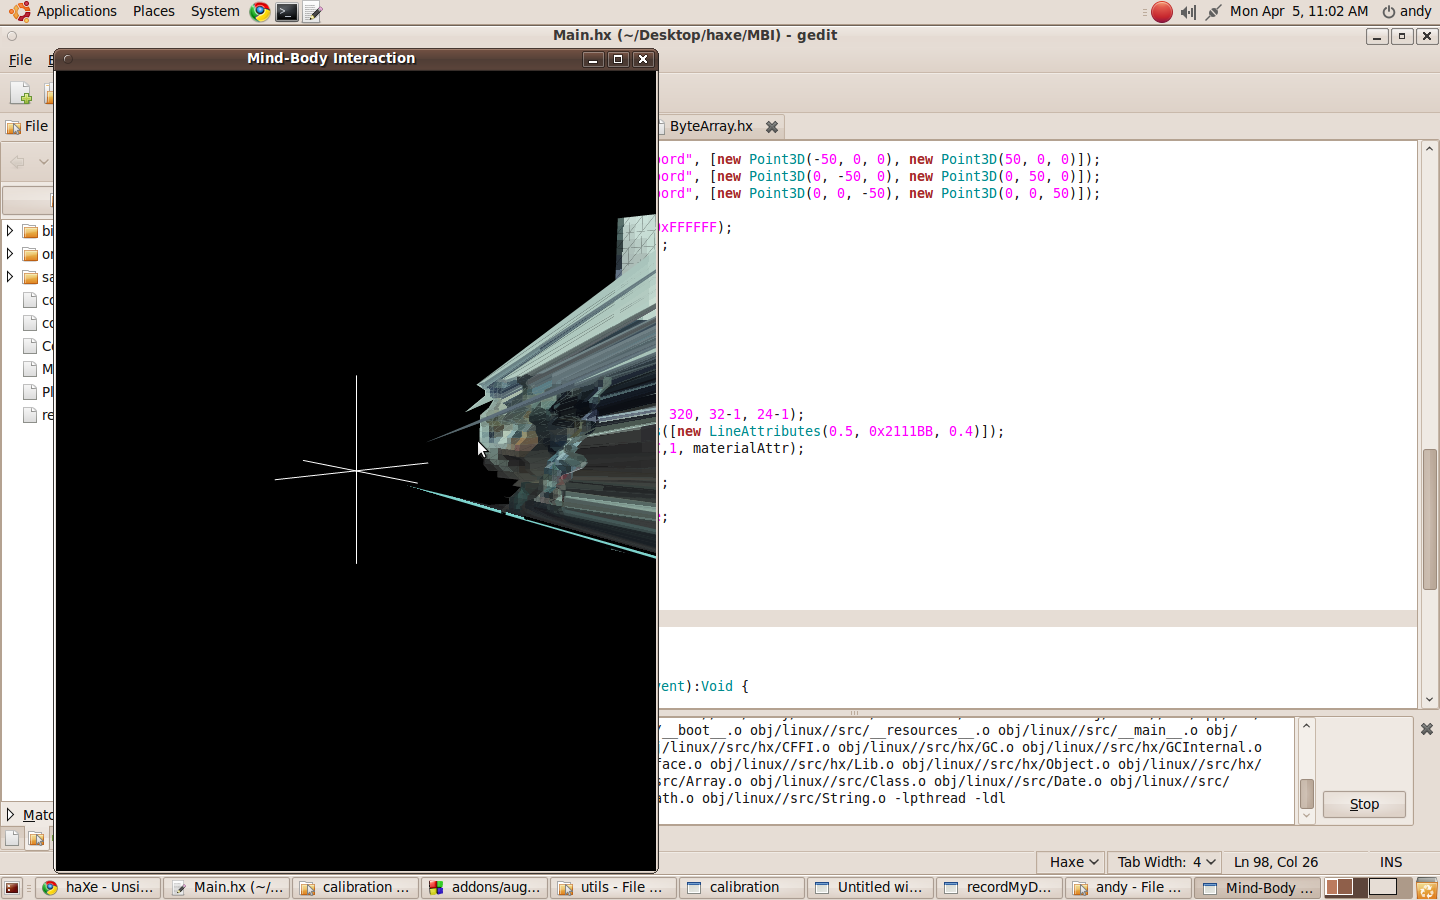 Applications Places System Mon Apr 5, 11:02 AM andy
Main.hx (~/Desktop/haxe/MBI) - gedit
File
Mind-Body Interaction
File ByteArray.hx
ord", [new Point3D(-50, 0, 0), new Point3D(50, 0, 0)]);
ord", [new Point3D(0, -50, 0), new Point3D(0, 50, 0)]);
ord", [new Point3D(0, 0, -50), new Point3D(0, 0, 50)]);
xFFFFFF);
;
bi
or
sa
co
co
Co
M
Pl
re
320, 32-1, 24-1);
([new LineAttributes(0.5, 0x2111BB, 0.4)]);
,1, materialAttr);
;
;
ent):Void {
/__boot__.o obj/linux//src/__resources__.o obj/linux//src/__main__.o obj/
/linux//src/hx/CFFI.o obj/linux//src/hx/GC.o obj/linux//src/hx/GCInternal.o
face.o obj/linux//src/hx/Lib.o obj/linux//src/hx/Object.o obj/linux//src/hx/
src/Array.o obj/linux//src/Class.o obj/linux//src/Date.o obj/linux//src/
ath.o obj/linux//src/String.o -lpthread -ldl
Stop
Matc
Haxe Tab Width: 4 Ln 98, Col 26 INS
haXe - Unsi... Main.hx (~/... calibration ... addons/aug... utils - File ... calibration Untitled wi... recordMyD... andy - File ... Mind-Body ...